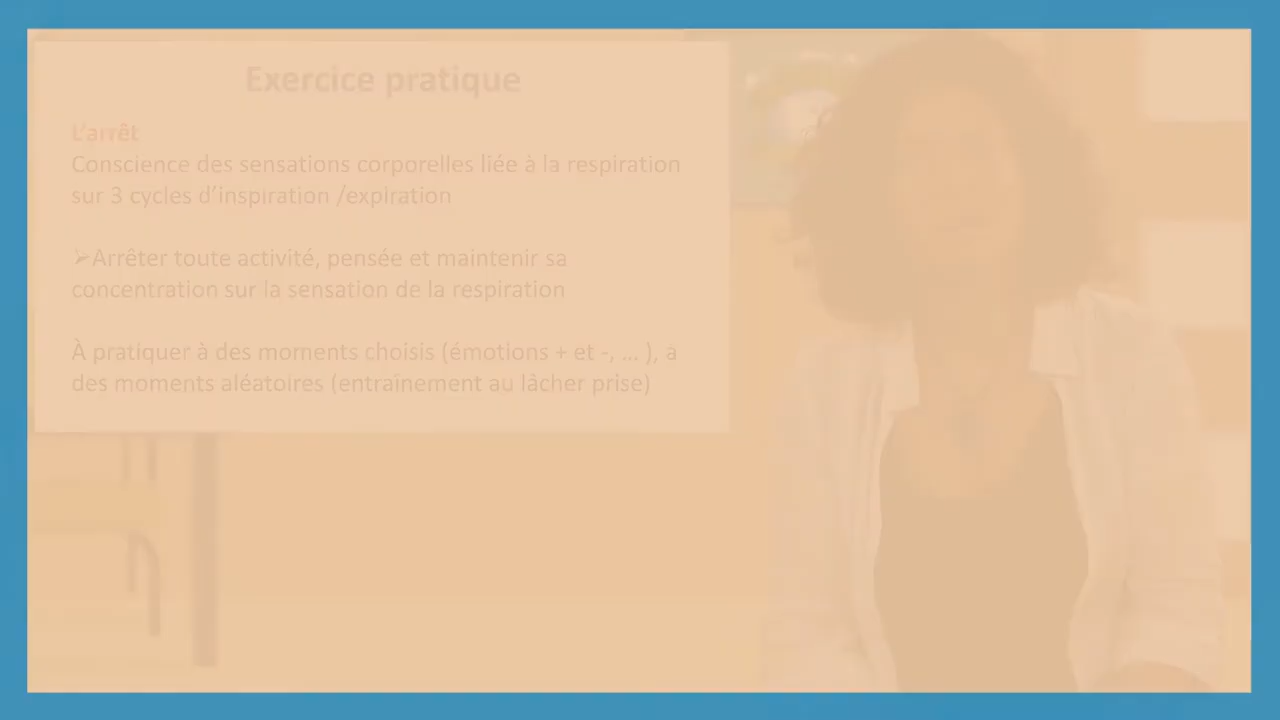 Exercice pratique
L'arrêt
Conscience des sensations corporelles liée à la respiration
sur 3 cycles d'inspiration /expiration
➢Arrêter toute activité, pensée et maintenir sa
concentration sur la sensation de la respiration
À pratiquer à des moments choisis (émotions + et -, ... ), a
des moments aléatoires (entraînement au lâcher prise)